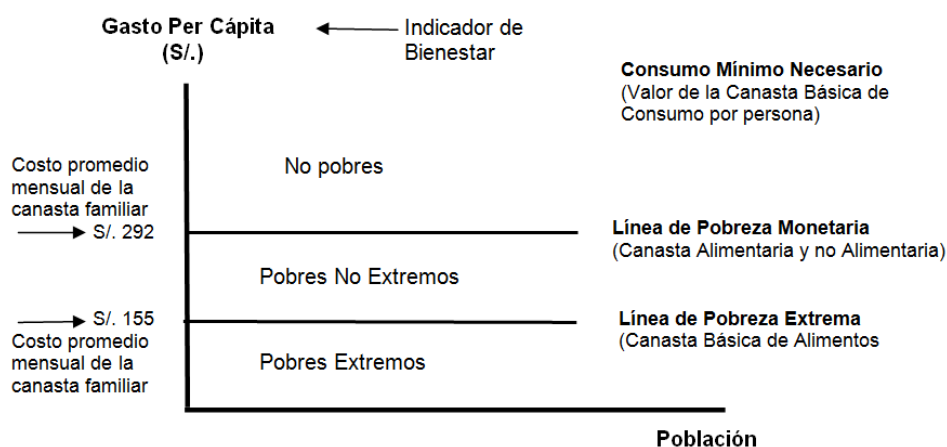 Gasto Per Cápita
(S/.)
Indicador de
Bienestar
Consumo Mínimo Necesario
(Valor de la Canasta Básica de
Consumo por persona)
Costo promedio
mensual de la
canasta familiar
S/. 292
No pobres
Línea de Pobreza Monetaria
(Canasta Alimentaria y no Alimentaria)
Pobres No Extremos
S/. 155
Costo promedio
mensual de la
canasta familiar
Línea de Pobreza Extrema
(Canasta Básica de Alimentos
Pobres Extremos
Población